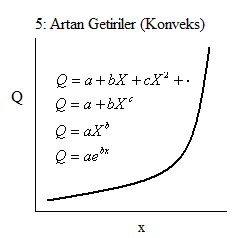 5: Artan Getiriler (Konveks)
Q = a + bX + cX² + ·
Q = a + bX^c
Q = aX^b
Q = ae^bx
Q
x